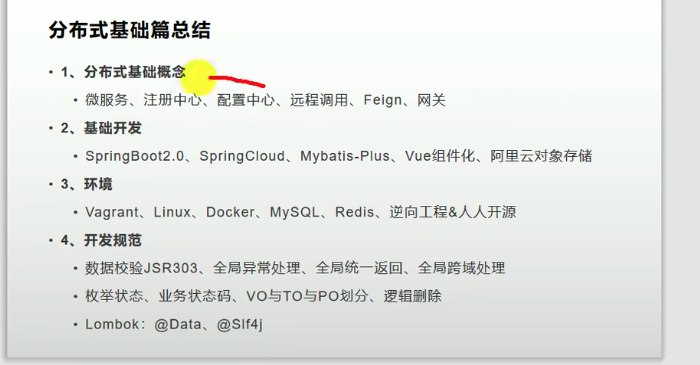 分布式基础篇总结
• 1、分布式基础概念
• 微服务、注册中心、配置中心、远程调用、Feign、网关
• 2、基础开发
• SpringBoot2.0、SpringCloud、Mybatis-Plus、Vue组件化、阿里云对象存储
• 3、环境
• Vagrant、Linux、Docker、MySQL、Redis、逆向工程&人人开源
• 4、开发规范
• 数据校验JSR303、全局异常处理、全局统一返回、全局跨域处理
• 枚举状态、业务状态码、VO与TO与PO划分、逻辑删除
• Lombok：@Data、@Slf4j